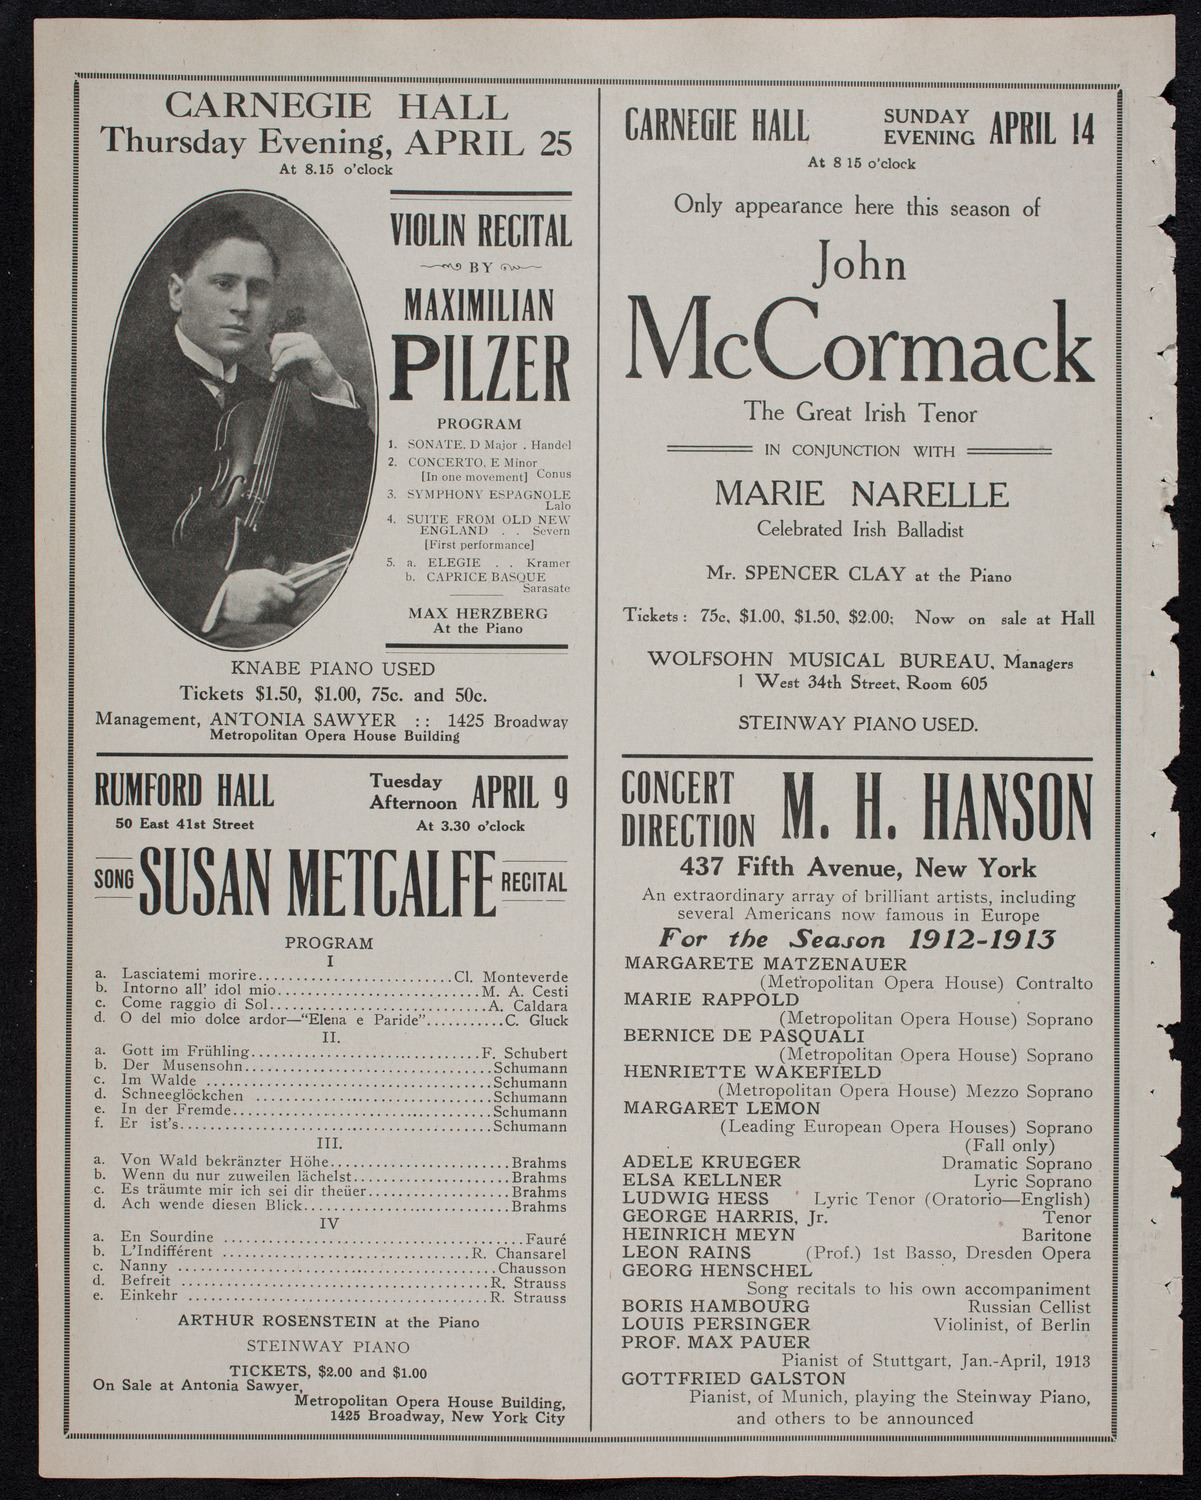 CARNEGIE HALL
Thursday Evening, APRIL 25
At 8.15 o'clock
VIOLIN RECITAL
BY
MAXIMILIAN
PILZER
PROGRAM
1. SONATE, D Major . Handel
2. CONCERTO, E Minor
[In one movement] Conus
3. SYMPHONY ESPAGNOLE
Lalo
4. SUITE FROM OLD NEW
ENGLAND . . Severn
[First performance]
5. a. ELEGIE . . Kramer
b. CAPRICE BASQUE
Sarasate
MAX HERZBERG
At the Piano
KNABE PIANO USED
Tickets $1.50, $1.00, 75c. and 50c.
Management, ANTONIA SAWYER :: 1425 Broadway
Metropolitan Opera House Building
RUMFORD HALL
50 East 41st Street
Tuesday
Afternoon APRIL 9
At 3.30 o'clock
SONG SUSAN METCALFE RECITAL
PROGRAM
I
a. Lasciatemi morire........................Cl. Monteverde
b. Intorno all' idol mio.........................M. A. Cesti
c. Come raggio di Sol..........................A. Caldara
d. O del mio dolce ardor—"Elena e Paride"..........C. Gluck
II.
a. Gott im Frühling............................F. Schubert
b. Der Musensohn..............................Schumann
c. Im Walde ..................................Schumann
d. Schneeglöckchen ............................Schumann
e. In der Fremde...............................Schumann
f. Er ist's.....................................Schumann
III.
a. Von Wald bekränzter Höhe......................Brahms
b. Wenn du nur zuweilen lächelst...................Brahms
c. Es träumte mir ich sei dir theüer.................Brahms
d. Ach wende diesen Blick..........................Brahms
IV
a. En Sourdine ....................................Fauré
b. L'Indifférent ..............................R. Chansarel
c. Nanny ......................................Chausson
d. Befreit .....................................R. Strauss
e. Einkehr ....................................R. Strauss
ARTHUR ROSENSTEIN at the Piano
STEINWAY PIANO
TICKETS, $2.00 and $1.00
On Sale at Antonia Sawyer,
Metropolitan Opera House Building,
1425 Broadway, New York City
CARNEGIE HALL SUNDAY
EVENING APRIL 14
At 8 15 o'clock
Only appearance here this season of
John
McCormack
The Great Irish Tenor
IN CONJUNCTION WITH
MARIE NARELLE
Celebrated Irish Balladist
Mr. SPENCER CLAY at the Piano
Tickets: 75c, $1.00, $1.50, $2.00; Now on sale at Hall
WOLFSOHN MUSICAL BUREAU, Managers
1 West 34th Street, Room 605
STEINWAY PIANO USED.
CONCERT
DIRECTION M. H. HANSON
437 Fifth Avenue, New York
An extraordinary array of brilliant artists, including
several Americans now famous in Europe
For the Season 1912-1913
MARGARETE MATZENAUER
(Metropolitan Opera House) Contralto
MARIE RAPPOLD
(Metropolitan Opera House) Soprano
BERNICE DE PASQUALI
(Metropolitan Opera House) Soprano
HENRIETTE WAKEFIELD
(Metropolitan Opera House) Mezzo Soprano
MARGARET LEMON
(Leading European Opera Houses) Soprano
(Fall only)
ADELE KRUEGER Dramatic Soprano
ELSA KELLNER Lyric Soprano
LUDWIG HESS Lyric Tenor (Oratorio—English)
GEORGE HARRIS, Jr. Tenor
HEINRICH MEYN Baritone
LEON RAINS (Prof.) 1st Basso, Dresden Opera
GEORG HENSCHEL
Song recitals to his own accompaniment
BORIS HAMBOURG Russian Cellist
LOUIS PERSINGER Violinist, of Berlin
PROF. MAX PAUER
Pianist of Stuttgart, Jan.-April, 1913
GOTTFRIED GALSTON
Pianist, of Munich, playing the Steinway Piano,
and others to be announced